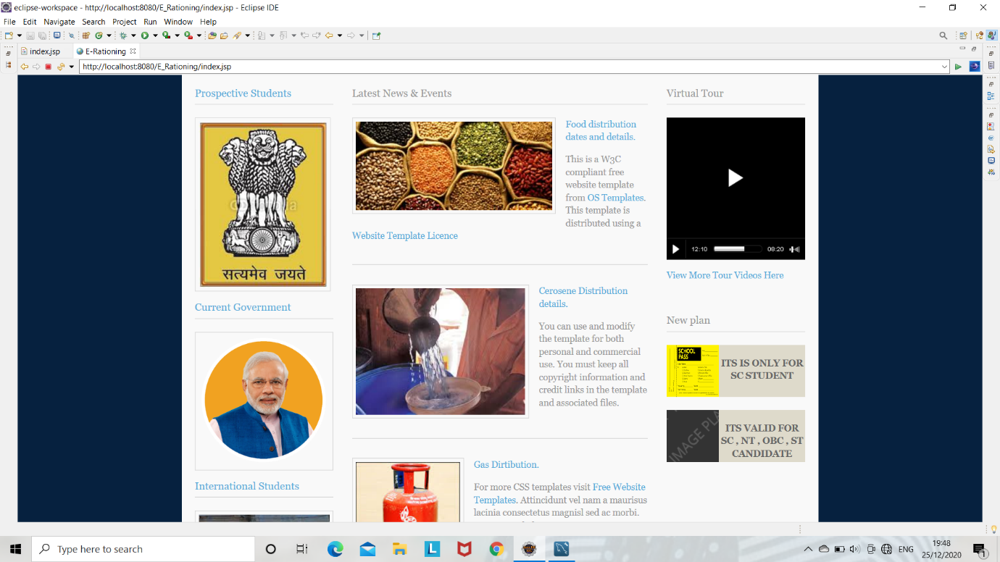 eclipse-workspace - http://localhost:8080/E_Rationing/index.jsp - Eclipse IDE
File Edit Navigate Search Project Run Window Help
index.jsp
E-Rationing
http://localhost:8080/E_Rationing/index.jsp
Prospective Students
सत्यमेव जयते
Current Government
International Students
Latest News & Events
Food distribution
dates and details.
This is a W3C
compliant free
website template
from OS Templates.
This template is
distributed using a
Website Template Licence
Cerosene Distribution
details.
You can use and modify
the template for both
personal and commercial
use. You must keep all
copyright information and
credit links in the template
and associated files.
Gas Dirtibution.
For more CSS templates visit Free Website
Templates. Attincidunt vel nam a maurisus
lacinia consectetus magnisl sed ac morbi.
Virtual Tour
12:10
08:20
View More Tour Videos Here
New plan
SCHOOL
PASS
ITS IS ONLY FOR
SC STUDENT
IMAGE PLA
ITS VALID FOR
SC , NT , OBC , ST
CANDIDATE
Type here to search
ENG
19:48
25/12/2020
1